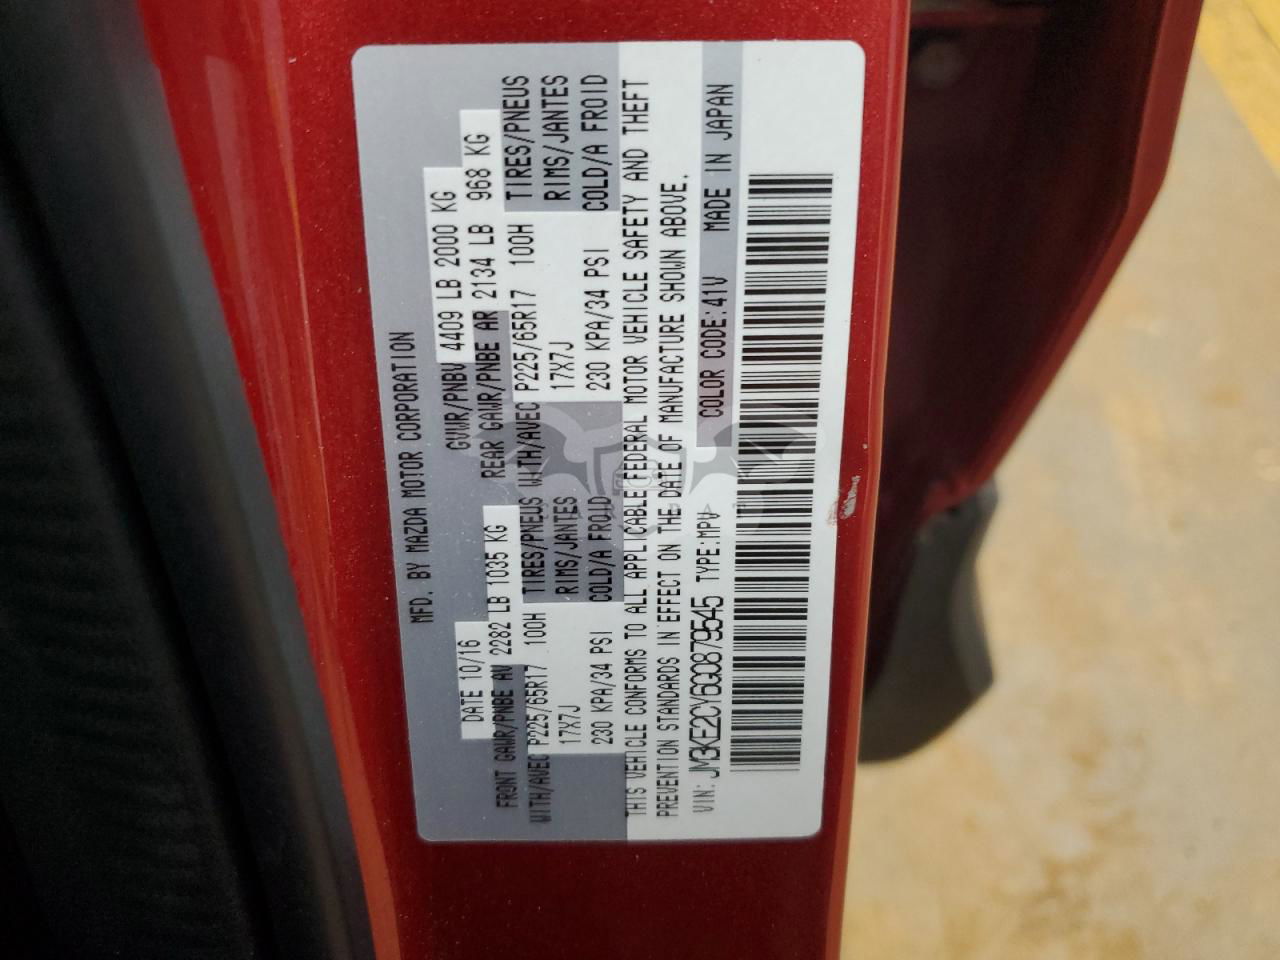 MFD. BY MAZDA MOTOR CORPORATION
DATE 10/16 GVWR/PNBV 4409 LB 2000 KG
FRONT GAWR/PNBE AV 2282 LB 1035 KG REAR GAWR/PNBE AR 2134 LB 968 KG
WITH/AVEC P225/65R17 100H TIRES/PNEUS WITH/AVEC P225/65R17 100H TIRES/PNEUS
17X7J RIMS/JANTES 17X7J RIMS/JANTES
230 KPA/34 PSI COLD/A FROID 230 KPA/34 PSI COLD/A FROID
THIS VEHICLE CONFORMS TO ALL APPLICABLE FEDERAL MOTOR VEHICLE SAFETY AND THEFT
PREVENTION STANDARDS IN EFFECT ON THE DATE OF MANUFACTURE SHOWN ABOVE.
VIN: JM3KE2CY6G0879545 TYPE:MPV COLOR CODE:41V MADE IN JAPAN